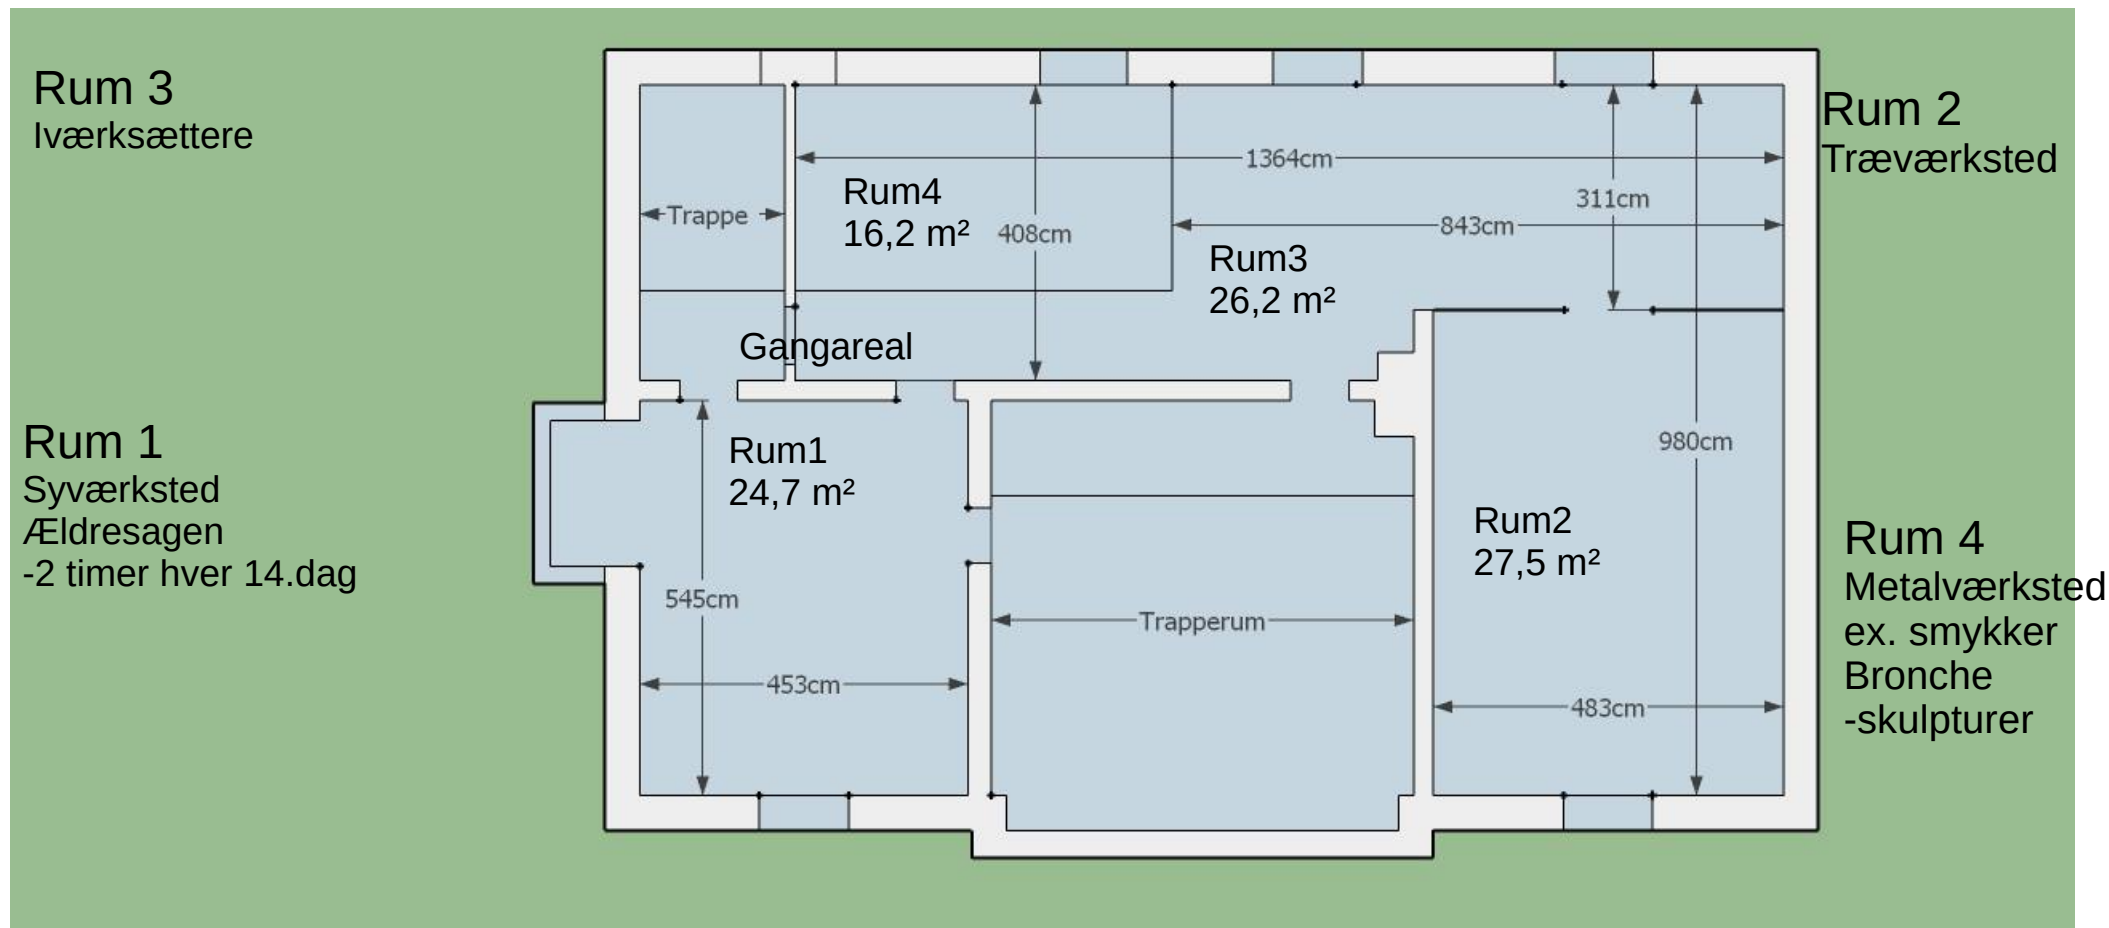 Rum 3
Iværksættere
Rum 1
Syværksted
Ældresagen
-2 timer hver 14.dag
Trappe
Rum4
16,2 m²
408cm
1364cm
843cm
311cm
Rum3
26,2 m²
Gangareal
Rum1
24,7 m²
545cm
453cm
Trapperum
Rum2
27,5 m²
980cm
483cm
Rum 2
Træværksted
Rum 4
Metalværksted
ex. smykker
Bronche
-skulpturer